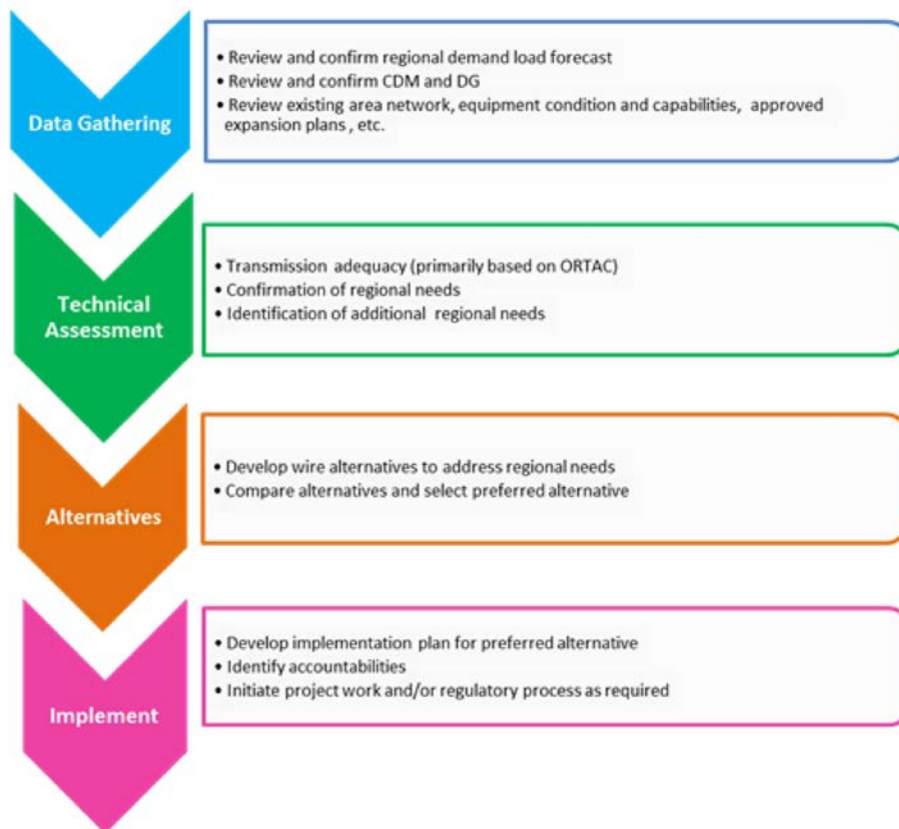 Data Gathering
• Review and confirm regional demand load forecast
• Review and confirm CDM and DG
• Review existing area network, equipment condition and capabilities, approved
expansion plans , etc.
Technical
Assessment
• Transmission adequacy (primarily based on ORTAC)
• Confirmation of regional needs
• Identification of additional regional needs
Alternatives
• Develop wire alternatives to address regional needs
• Compare alternatives and select preferred alternative
Implement
• Develop implementation plan for preferred alternative
• Identify accountabilities
• Initiate project work and/or regulatory process as required